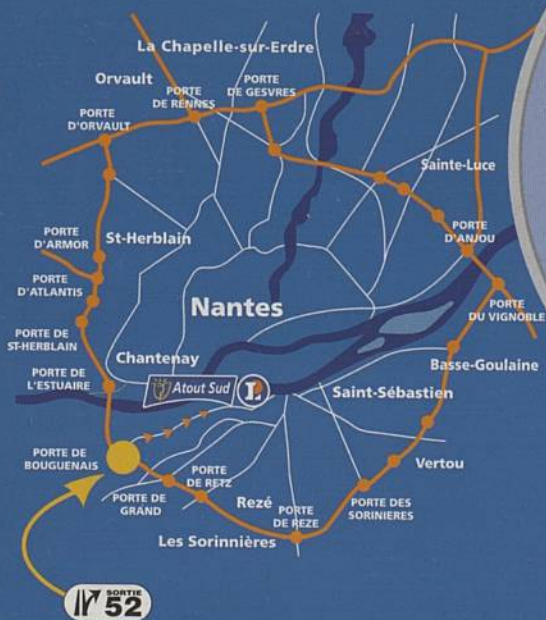 La Chapelle-sur-Erdre
Orvault
PORTE
DE RENNES
PORTE
DE GESVRES
PORTE
D'ORVAULT
Sainte-Luce
PORTE
D'ARMOR
St-Herblain
PORTE
D'ANJOU
PORTE
D'ATLANTIS
Nantes
PORTE
DU VIGNOBLE
PORTE DE
ST-HERBLAIN
Chantenay
Basse-Goulaine
PORTE DE
L'ESTUAIRE
Atout Sud
L
Saint-Sébastien
PORTE DE
BOUGUENAIS
Vertou
PORTE
DE RETZ
PORTE DE
GRAND
Rezé
PORTE
DE REZE
PORTE DES
SORINIERES
Les Sorinnières
SORTIE
52